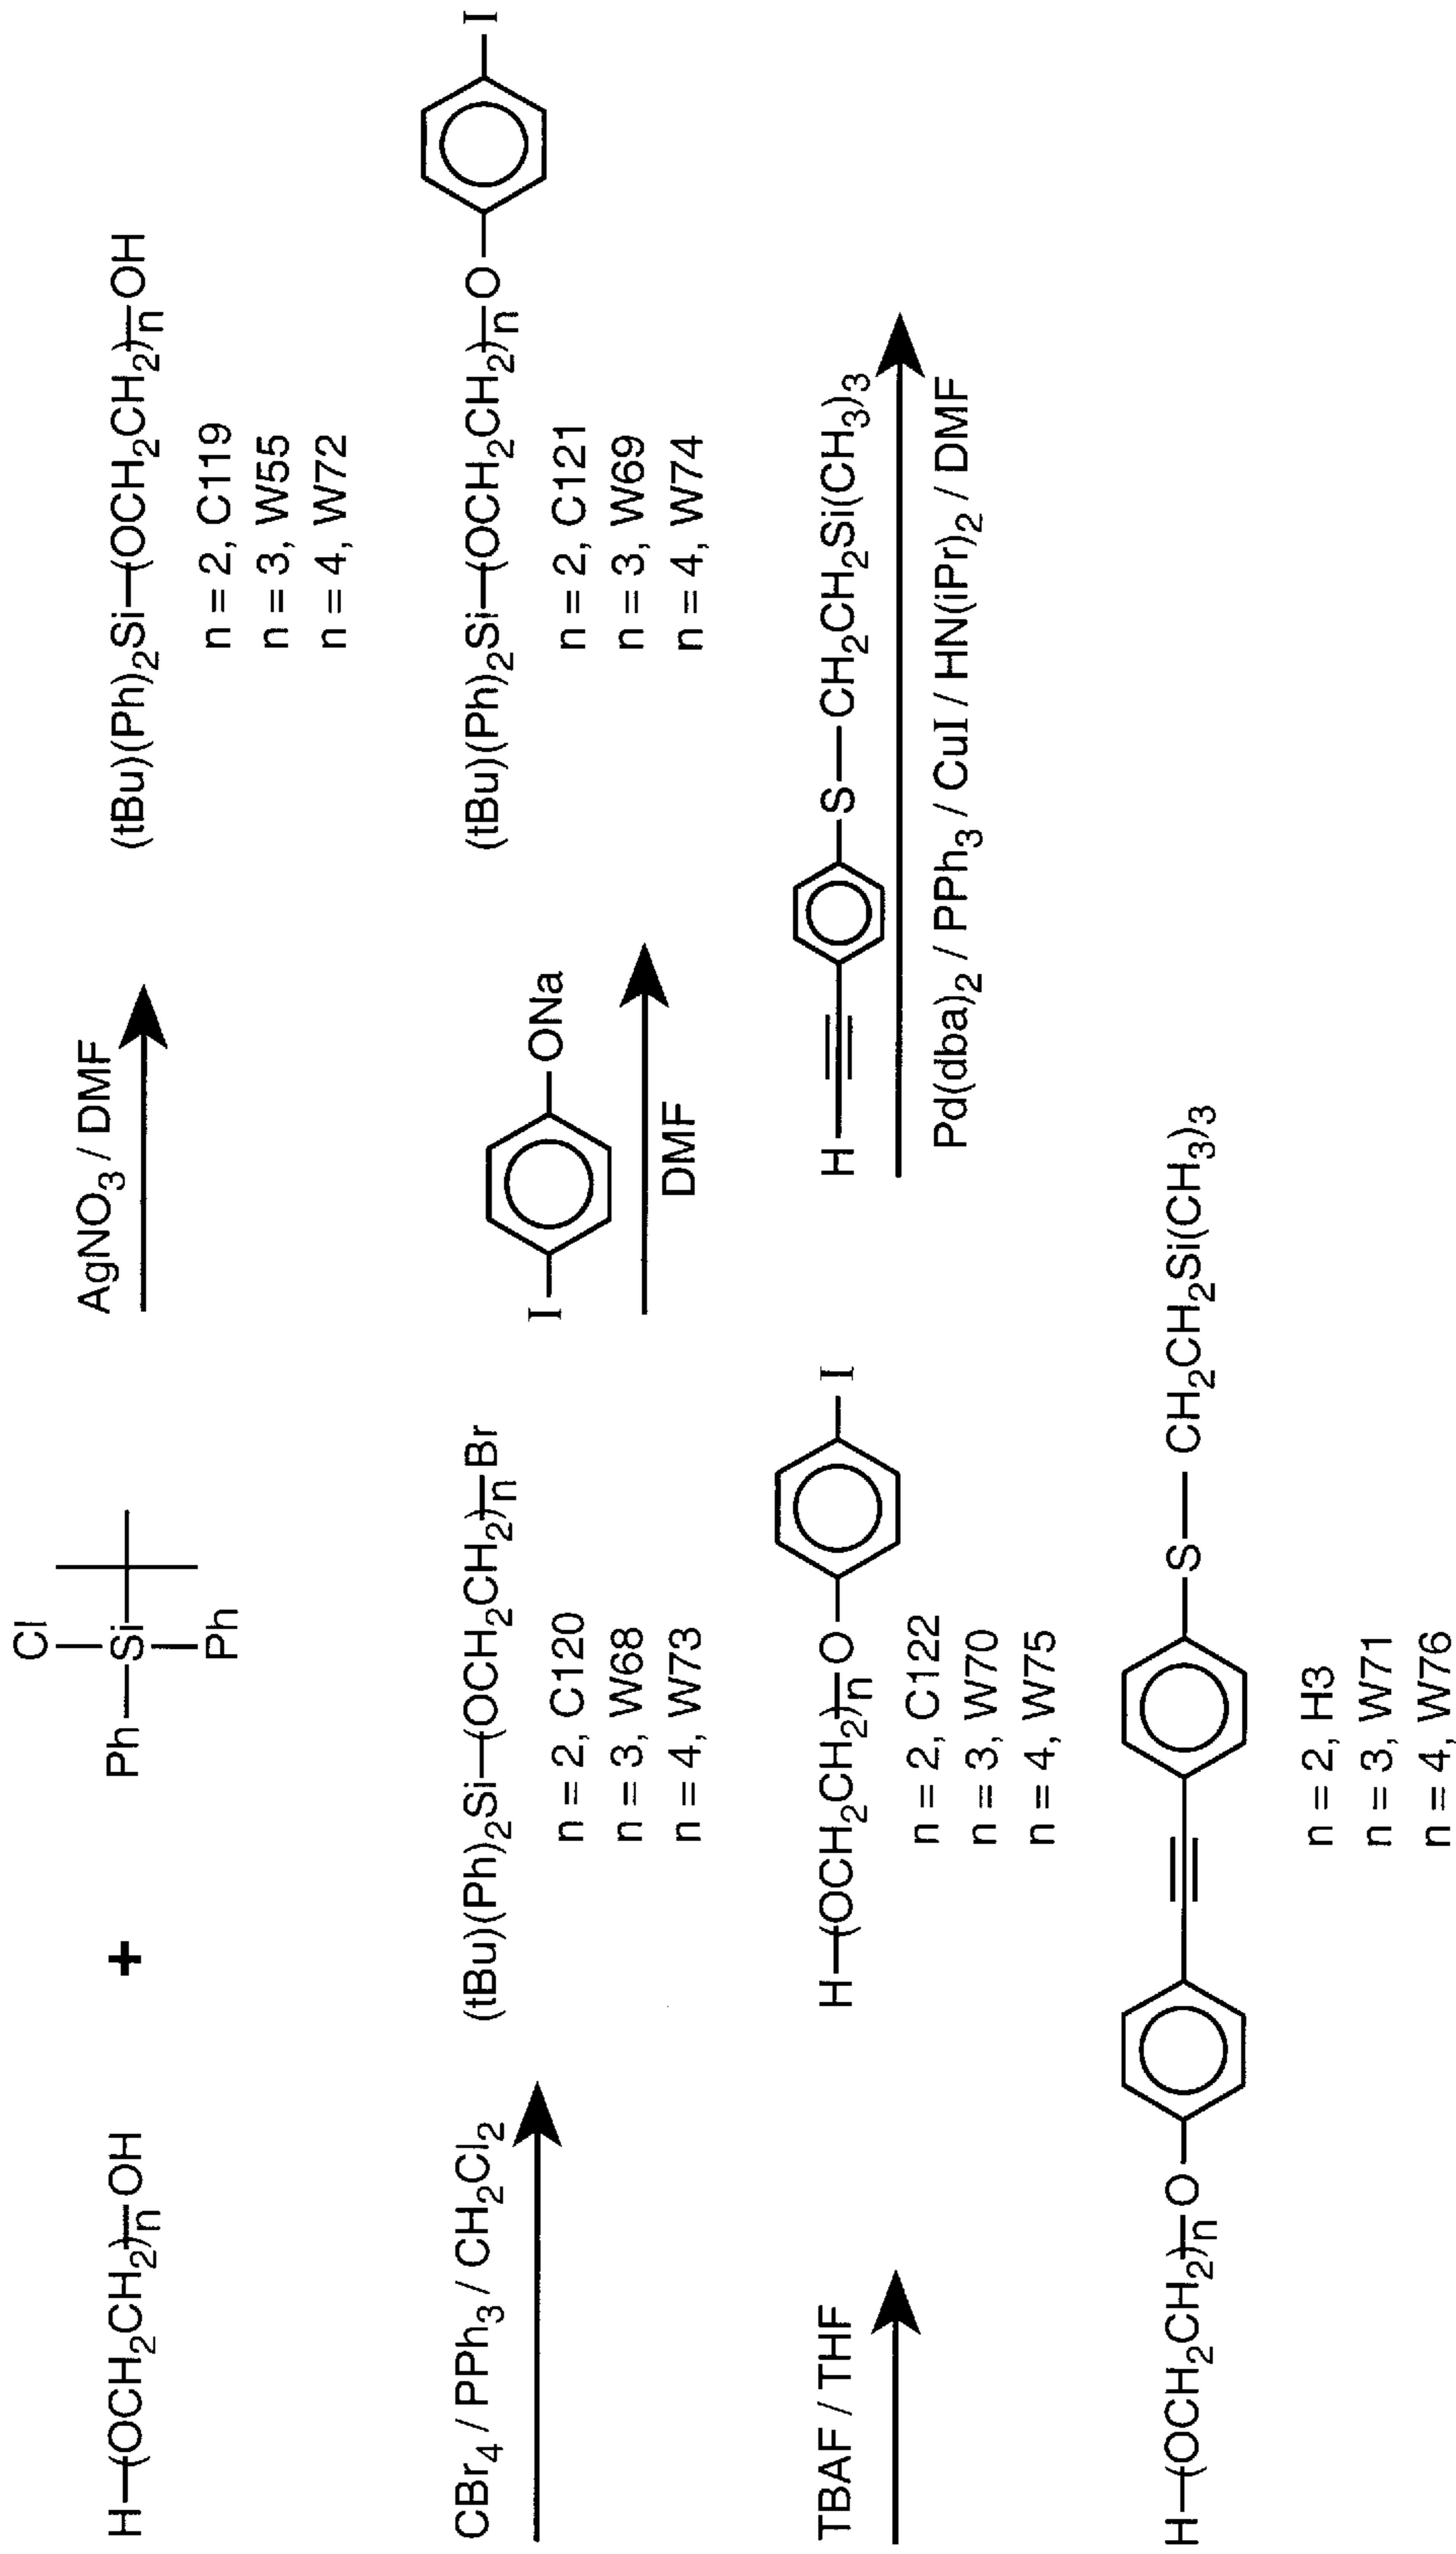 H—(OCH2CH2)n—OH + Ph—Si Cl Ph AgNO3 / DMF (tBu)(Ph)2Si—(OCH2CH2)n—OH
n = 2, C119
n = 3, W55
n = 4, W72
CBr4 / PPh3 / CH2Cl2 (tBu)(Ph)2Si—(OCH2CH2)n—Br I ONa DMF (tBu)(Ph)2Si—(OCH2CH2)n—O I
n = 2, C120
n = 3, W68
n = 4, W73
n = 2, C121
n = 3, W69
n = 4, W74
TBAF / THF H—(OCH2CH2)n—O I H S—CH2CH2Si(CH3)3
Pd(dba)2 / PPh3 / CuI / HN(iPr)2 / DMF
n = 2, C122
n = 3, W70
n = 4, W75
H—(OCH2CH2)n—O S—CH2CH2Si(CH3)3
n = 2, H3
n = 3, W71
n = 4, W76